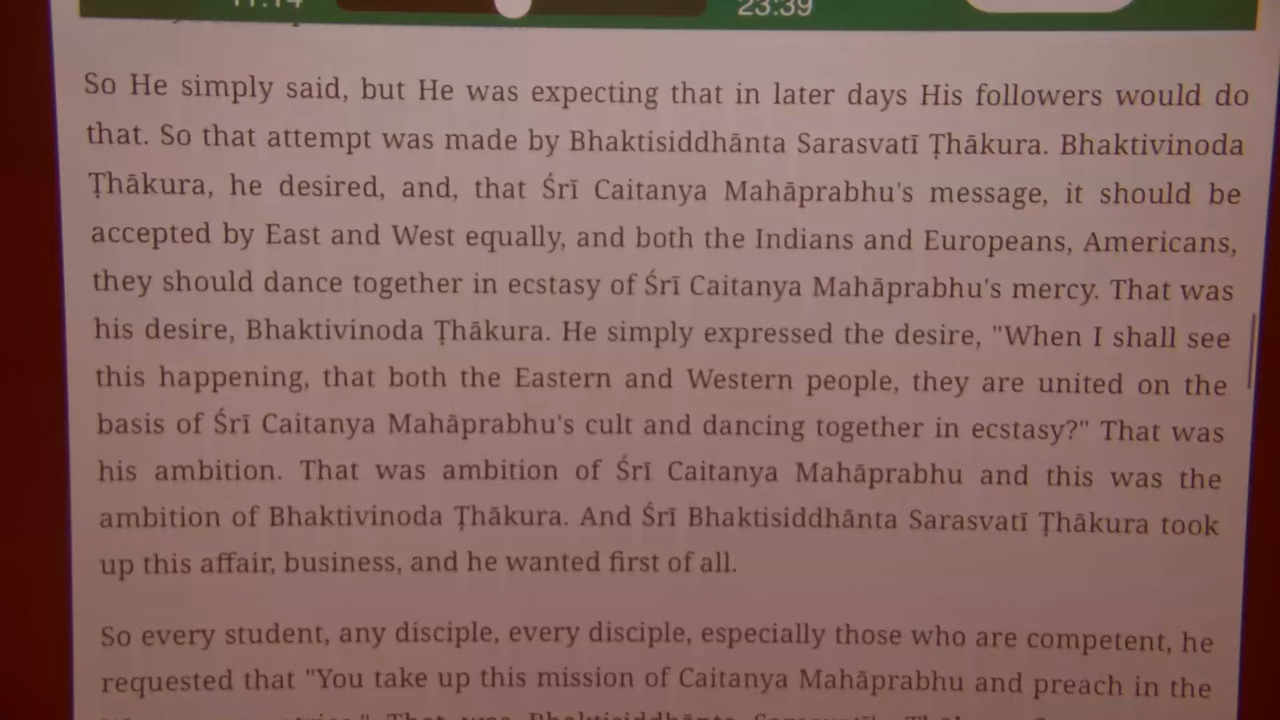 23:39
So He simply said, but He was expecting that in later days His followers would do
that. So that attempt was made by Bhaktisiddhānta Sarasvatī Ṭhākura. Bhaktivinoda
Ṭhākura, he desired, and, that Śrī Caitanya Mahāprabhu's message, it should be
accepted by East and West equally, and both the Indians and Europeans, Americans,
they should dance together in ecstasy of Śrī Caitanya Mahāprabhu's mercy. That was
his desire, Bhaktivinoda Ṭhākura. He simply expressed the desire, "When I shall see
this happening, that both the Eastern and Western people, they are united on the
basis of Śrī Caitanya Mahāprabhu's cult and dancing together in ecstasy?" That was
his ambition. That was ambition of Śrī Caitanya Mahāprabhu and this was the
ambition of Bhaktivinoda Ṭhākura. And Śrī Bhaktisiddhānta Sarasvatī Ṭhākura took
up this affair, business, and he wanted first of all.
So every student, any disciple, every disciple, especially those who are competent, he
requested that "You take up this mission of Caitanya Mahāprabhu and preach in the